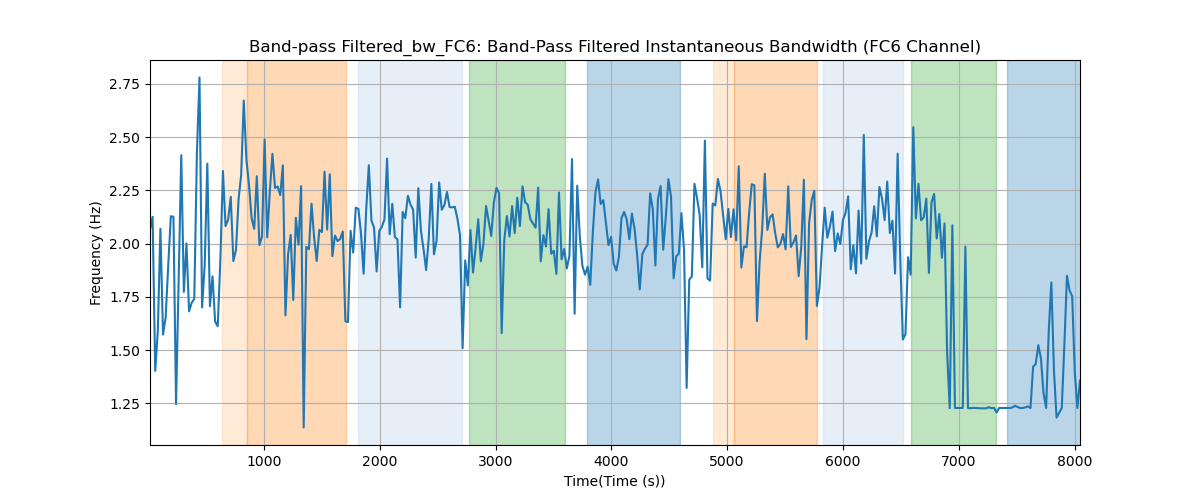 Band-pass Filtered_bw_FC6: Band-Pass Filtered Instantaneous Bandwidth (FC6 Channel)
Frequency (Hz)
2.75
2.50
2.25
2.00
1.75
1.50
1.25
1000 2000 3000 4000 5000 6000 7000 8000
Time(Time (s))